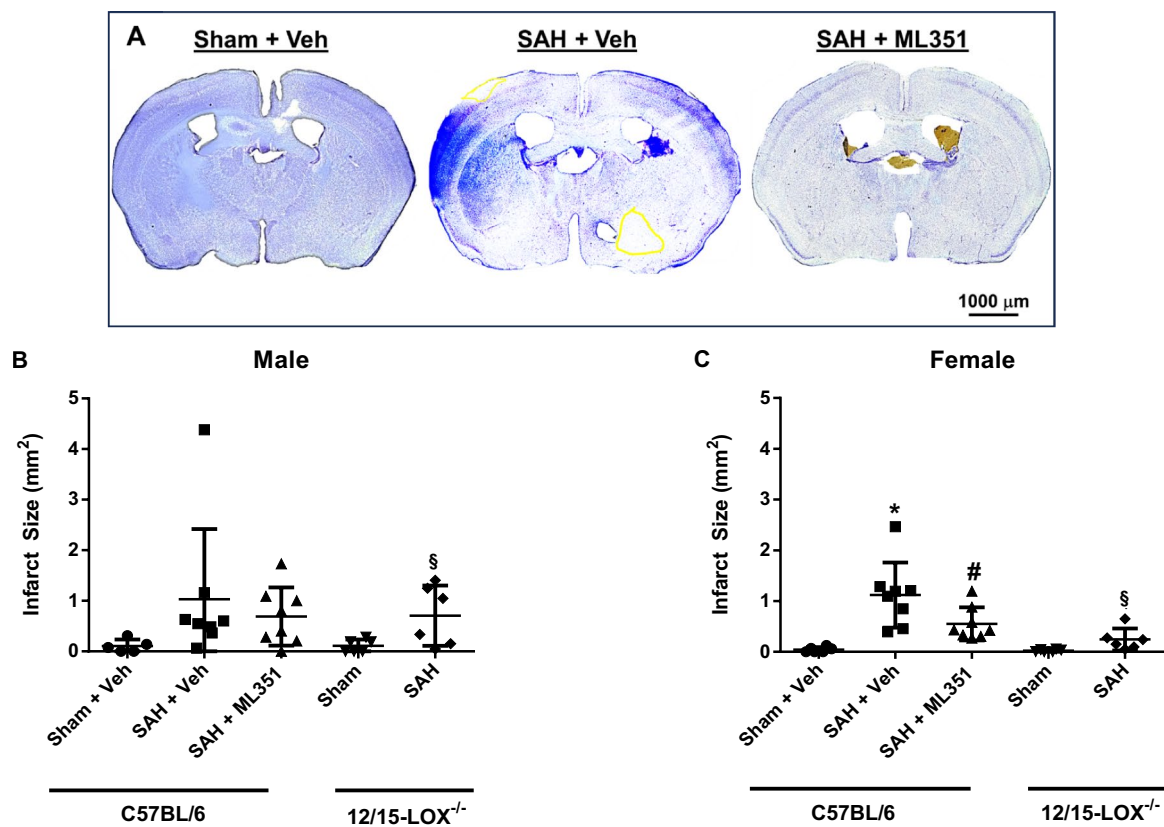 A
Sham + Veh
SAH + Veh
SAH + ML351
1000 μm
B
Male
Infarct Size (mm²)
5
4
3
2
1
0
§
Sham + Veh
SAH + Veh
SAH + ML351
Sham
SAH
C57BL/6
12/15-LOX⁻/⁻
C
Female
Infarct Size (mm²)
5
4
3
2
1
0
*
#
§
Sham + Veh
SAH + Veh
SAH + ML351
Sham
SAH
C57BL/6
12/15-LOX⁻/⁻